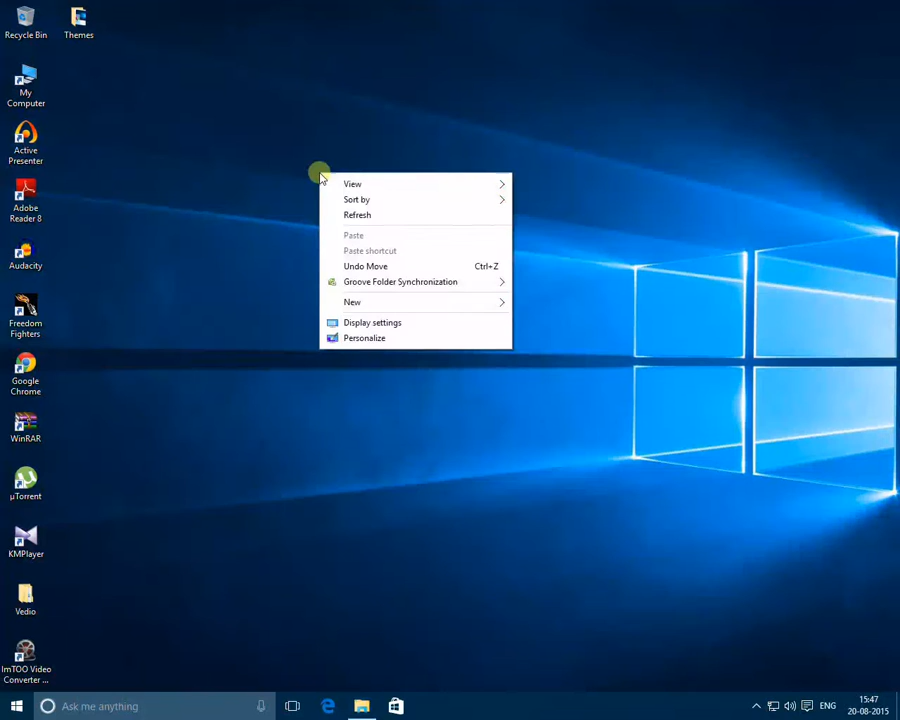 Recycle Bin
Themes
My
Computer
Active
Presenter
Adobe
Reader 8
Audacity
Freedom
Fighters
Google
Chrome
WinRAR
µTorrent
KMPlayer
Vedio
ImTOO Video
Converter ...
View
Sort by
Refresh
Paste
Paste shortcut
Undo Move Ctrl+Z
Groove Folder Synchronization
New
Display settings
Personalize
Ask me anything
ENG
15:47
20-08-2015